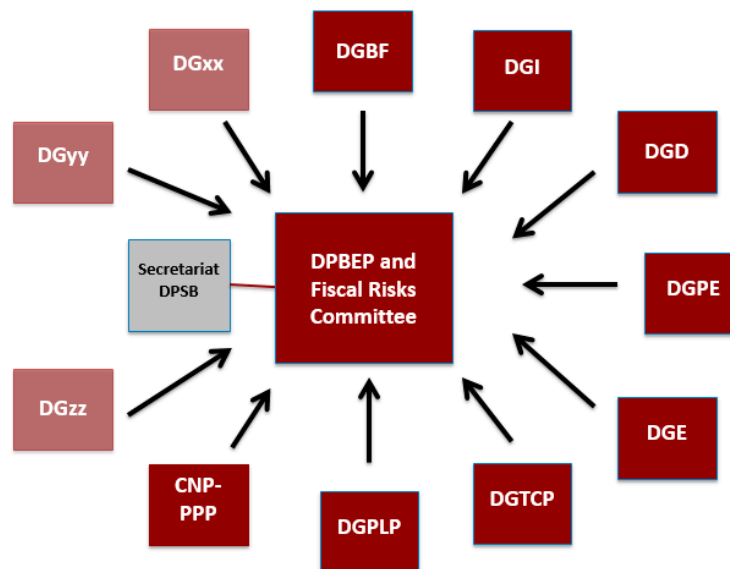 DGxx
DGBF
DGI
DGyy
DGD
Secretariat
DPSB
DPBEP and
Fiscal Risks
Committee
DGPE
DGzz
DGE
CNP-
PPP
DGPLP
DGTCP